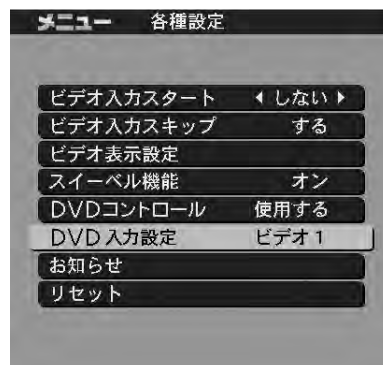 メニュー 各種設定
ビデオ入力スタート ◀ しない ▶
ビデオ入力スキップ する
ビデオ表示設定
スイーベル機能 オン
DVDコントロール 使用する
DVD入力設定 ビデオ1
お知らせ
リセット